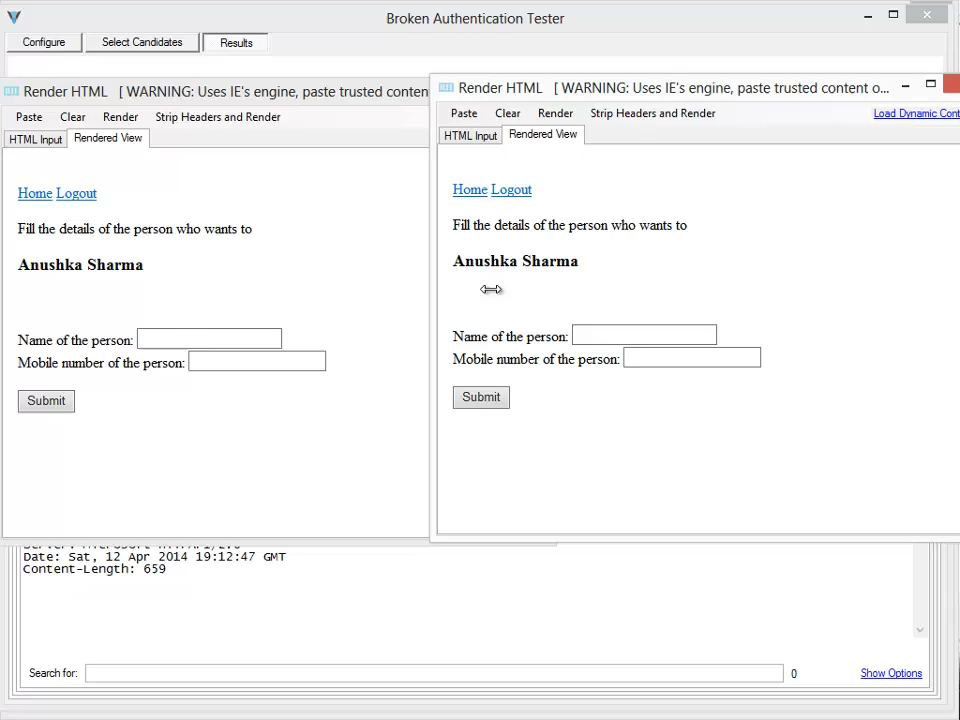 Broken Authentication Tester
Configure Select Candidates Results
Render HTML [ WARNING: Uses IE's engine, paste trusted conten
Paste Clear Render Strip Headers and Render
HTML Input Rendered View
Home Logout
Fill the details of the person who wants to
Anushka Sharma
Name of the person:
Mobile number of the person:
Submit
Render HTML [ WARNING: Uses IE's engine, paste trusted content o...
Paste Clear Render Strip Headers and Render Load Dynamic Cont
HTML Input Rendered View
Home Logout
Fill the details of the person who wants to
Anushka Sharma
Name of the person:
Mobile number of the person:
Submit
Date: Sat, 12 Apr 2014 19:12:47 GMT
Content-Length: 659
Search for: 0 Show Options